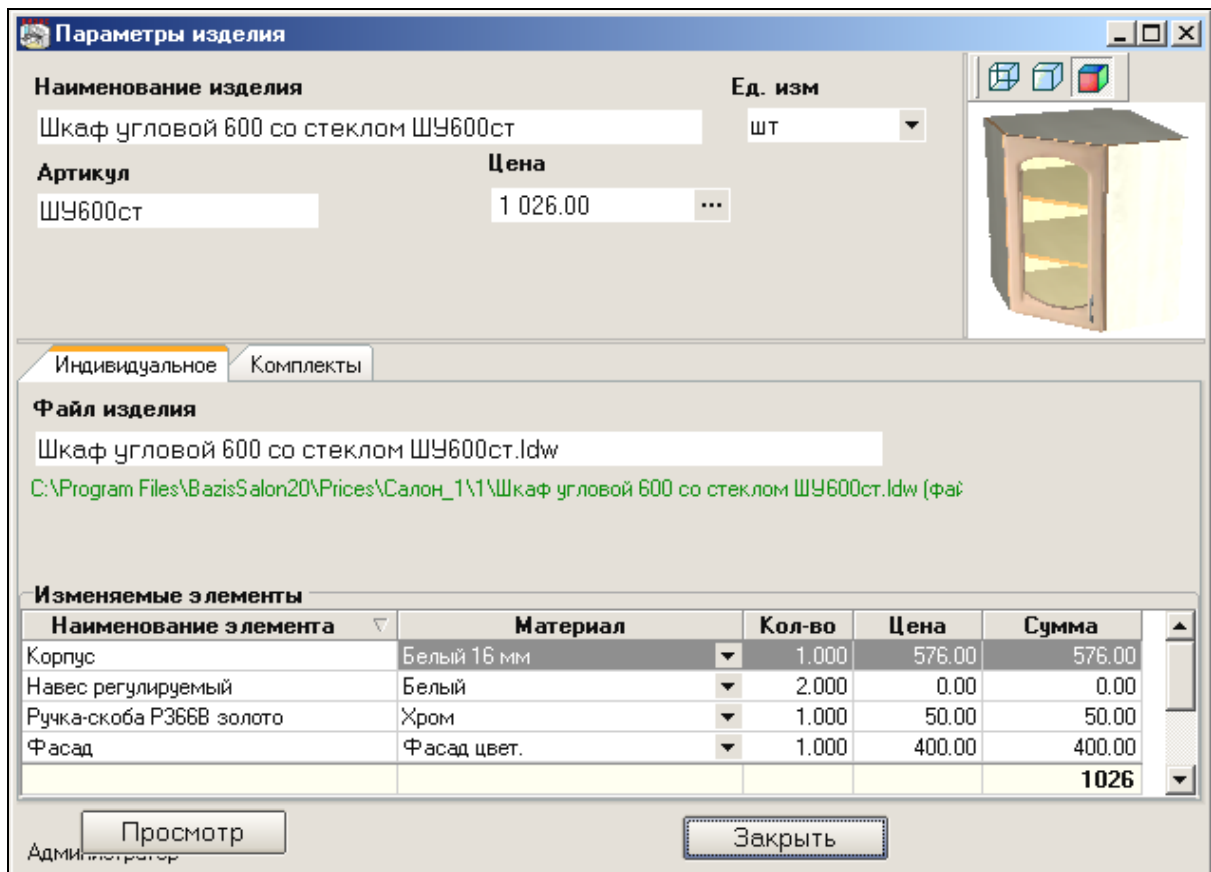 Параметры изделия
Наименование изделия
Ед. изм
Шкаф угловой 600 со стеклом ШУ600ст
шт
Артикул
Цена
ШУ600ст
1 026.00
...
Индивидуальное
Комплекты
Файл изделия
Шкаф угловой 600 со стеклом ШУ600ст.ldw
C:\Program Files\BazisSalon20\Prices\Салон_1\1\Шкаф угловой 600 со стеклом ШУ600ст.ldw
Изменяемые элементы
Наименование элемента Материал Кол-во Цена Сумма
Корпус Белый 16 мм 1.000 576.00 576.00
Навес регулируемый Белый 2.000 0.00 0.00
Ручка-скоба Р366В золото Хром 1.000 50.00 50.00
Фасад Фасад цвет. 1.000 400.00 400.00
1026
Просмотр
Закрыть